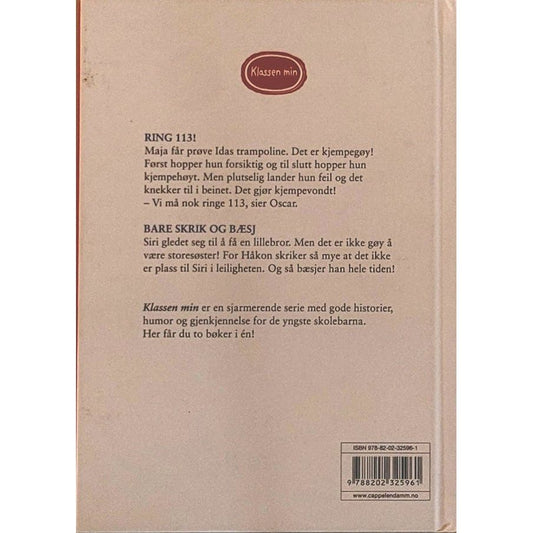 Klassen min
RING 113!
Maja får prøve Idas trampoline. Det er kjempegøy!
Først hopper hun forsiktig og til slutt hopper hun
kjempehøyt. Men plutselig lander hun feil og det
knekker til i beinet. Det gjør kjempevondt!
– Vi må nok ringe 113, sier Oscar.
BARE SKRIK OG BÆSJ
Siri gledet seg til å få en lillebror. Men det er ikke gøy å
være storesøster! For Håkon skriker så mye at det ikke
er plass til Siri i leiligheten. Og så bæsjer han hele tiden!
Klassen min er en sjarmerende serie med gode historier,
humor og gjenkjennelse for de yngste skolebarna.
Her får du to bøker i én!
ISBN 978-82-02-32596-1
9 788202 325961
www.cappelendamm.no